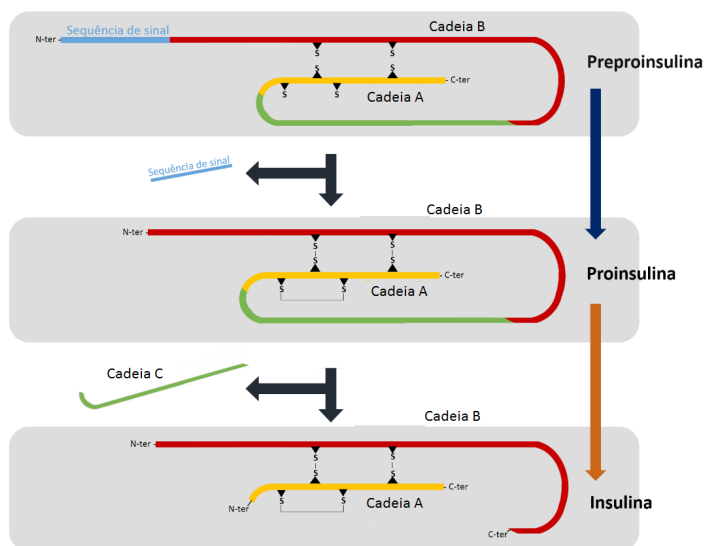 Sequência de sinal
Cadeia B
N-ter
S S
S S
C-ter
S S
Cadeia A
Preproinsulina
Sequência de sinal
Cadeia B
N-ter
S S
S S
C-ter
S S
Cadeia A
Proinsulina
Cadeia C
Cadeia B
N-ter
S S
S S
C-ter
S S
Cadeia A
N-ter
Insulina
C-ter